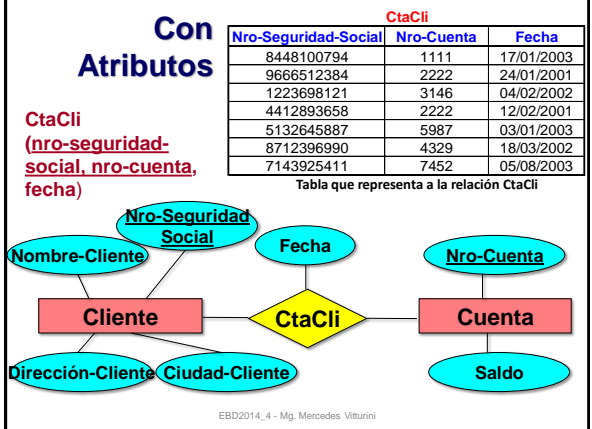 Con
Atributos
CtaCli
Nro-Seguridad-Social Nro-Cuenta Fecha
8448100794 1111 17/01/2003
9666512384 2222 24/01/2001
1223698121 3146 04/02/2002
4412893658 2222 12/02/2001
5132645887 5987 03/01/2003
8712396990 4329 18/03/2002
7143925411 7452 05/08/2003
Tabla que representa a la relación CtaCli
CtaCli
(nro-seguridad-
social, nro-cuenta,
fecha)
Nro-Seguridad
Social
Nombre-Cliente
Fecha
Nro-Cuenta
Cliente
CtaCli
Cuenta
Dirección-Cliente
Ciudad-Cliente
Saldo
EBD2014_4 - Mg. Mercedes Vitturini